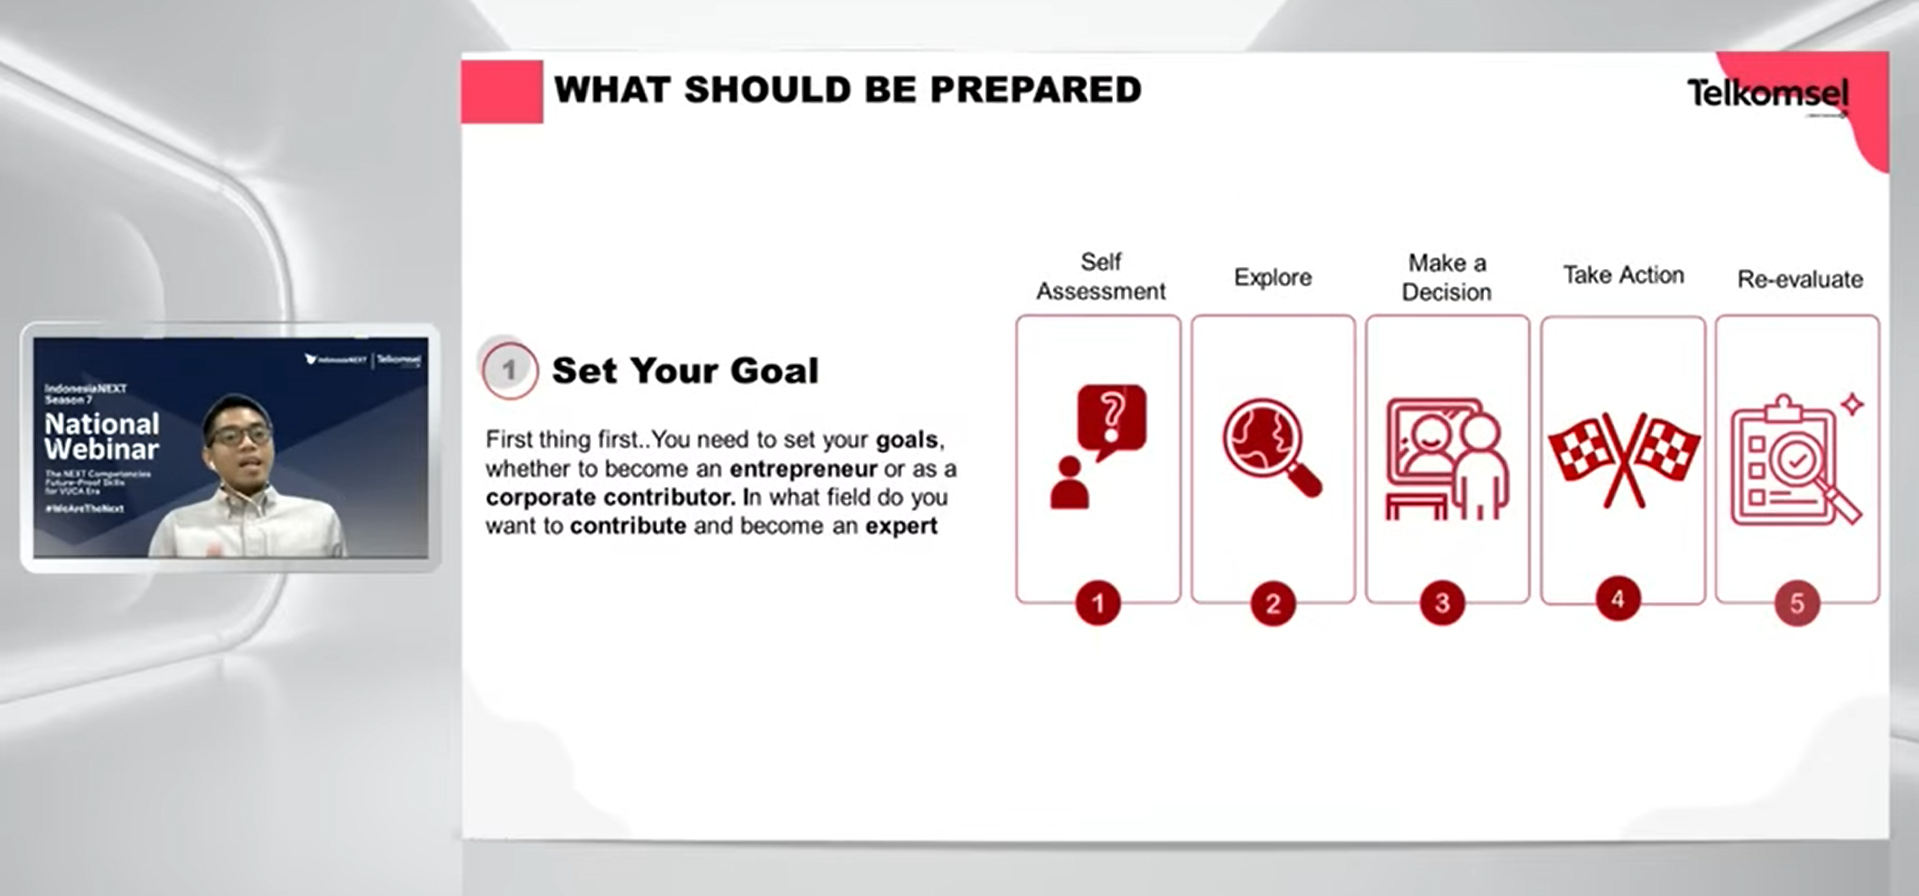 WHAT SHOULD BE PREPARED
Telkomsel
Self
Assessment
Explore
Make a
Decision
Take Action
Re-evaluate
1
Set Your Goal
First thing first..You need to set your goals,
whether to become an entrepreneur or as a
corporate contributor. In what field do you
want to contribute and become an expert
?
1
2
3
4
5
IndonesiaNEXT
Telkomsel
IndonesiaNEXT
Season 7
National
Webinar
The NEXT Competencies
Future-Proof Skills
for VUCA Era
#WeAreTheNext